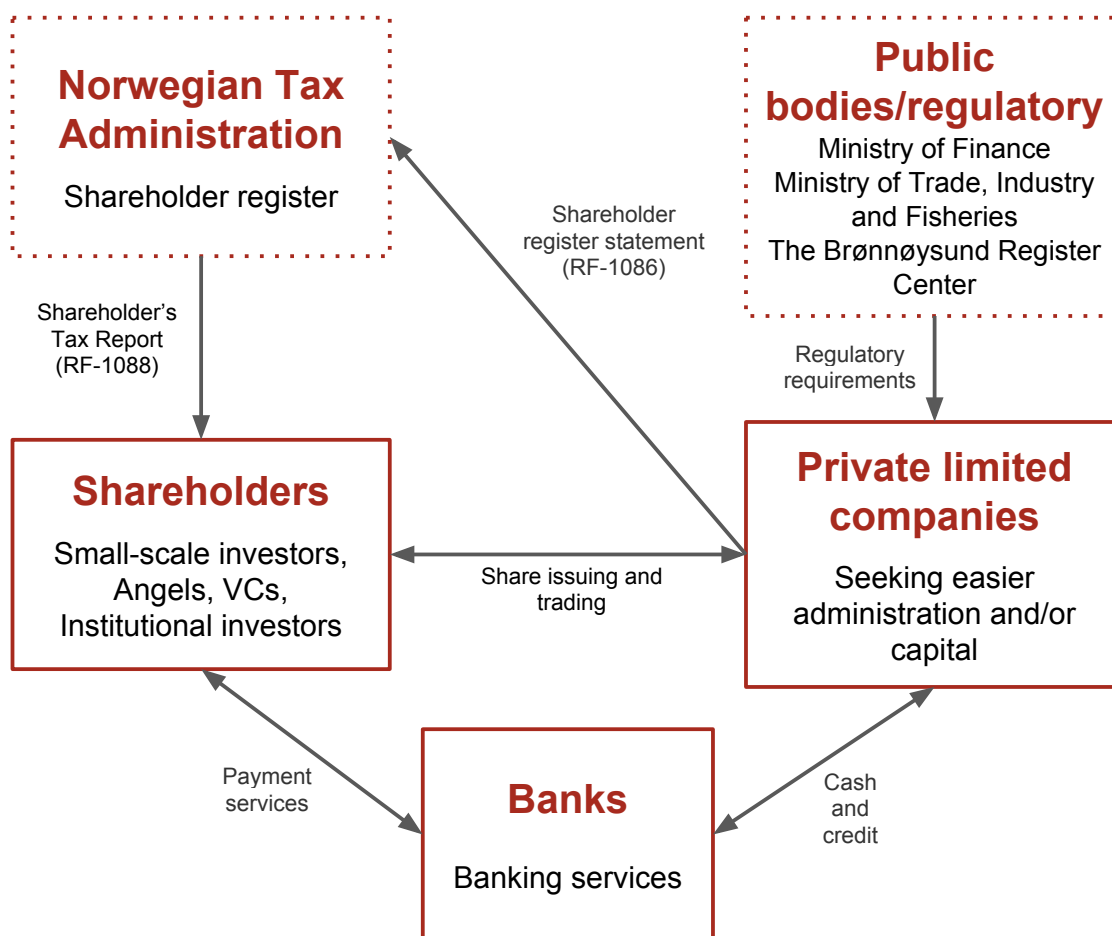 Norwegian Tax
Administration
Shareholder register
Public
bodies/regulatory
Ministry of Finance
Ministry of Trade, Industry
and Fisheries
The Brønnøysund Register
Center
Shareholder
register statement
(RF-1086)
Shareholder’s
Tax Report
(RF-1088)
Regulatory
requirements
Shareholders
Small-scale investors,
Angels, VCs,
Institutional investors
Share issuing and
trading
Private limited
companies
Seeking easier
administration and/or
capital
Payment
services
Banks
Banking services
Cash
and
credit